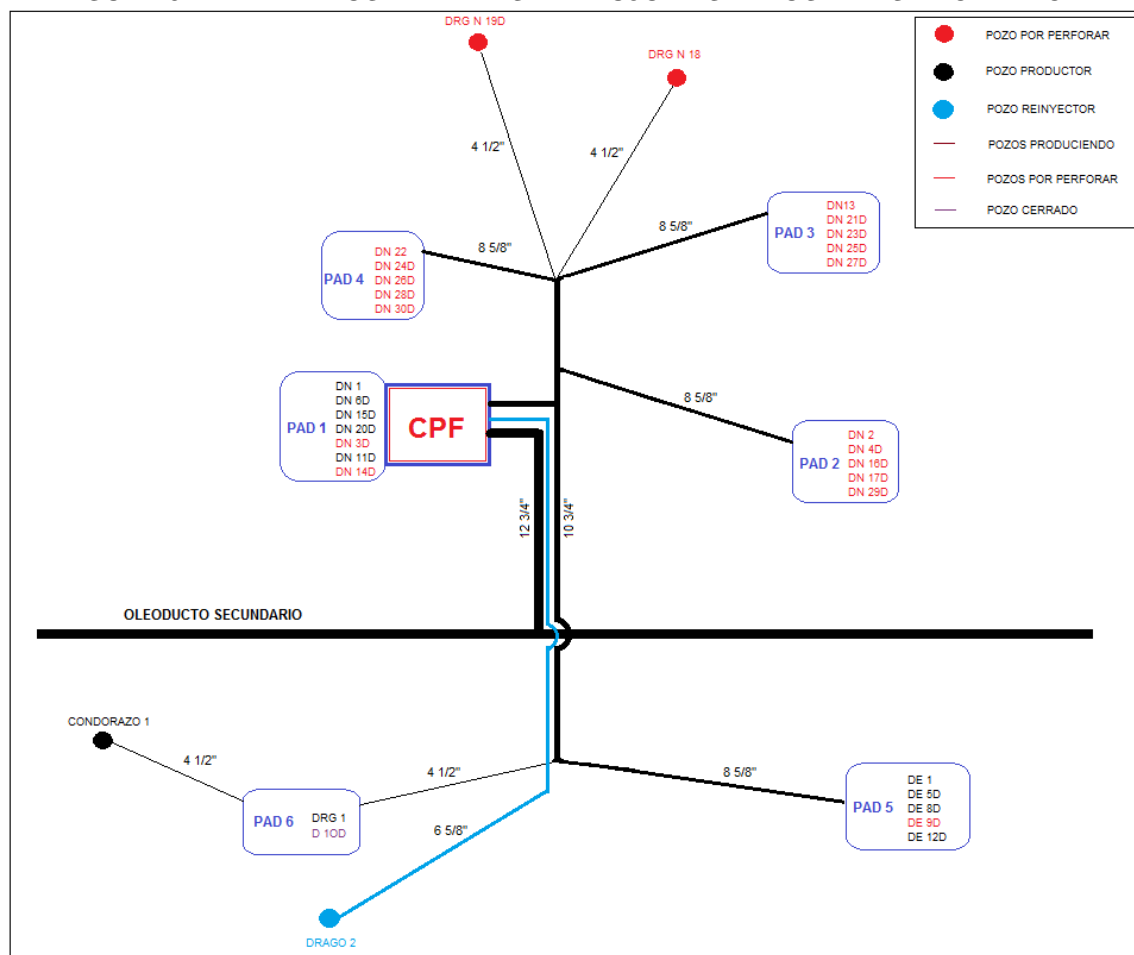 DRG N 19D
DRG N 18
POZO POR PERFORAR
POZO PRODUCTOR
POZO REINYECTOR
POZOS PRODUCIENDO
POZOS POR PERFORAR
POZO CERRADO
4 1/2"
4 1/2"
8 5/8"
PAD 3
DN13
DN 21D
DN 23D
DN 25D
DN 27D
8 5/8"
PAD 4
DN 22
DN 24D
DN 26D
DN 28D
DN 30D
PAD 1
DN 1
DN 6D
DN 15D
DN 20D
DN 3D
DN 11D
DN 14D
CPF
8 5/8"
PAD 2
DN 2
DN 4D
DN 16D
DN 17D
DN 29D
12 3/4"
10 3/4"
OLEODUCTO SECUNDARIO
CONDORAZO 1
4 1/2"
4 1/2"
8 5/8"
PAD 6
DRG 1
D 1OD
PAD 5
DE 1
DE 5D
DE 8D
DE 9D
DE 12D
6 5/8"
DRAGO 2